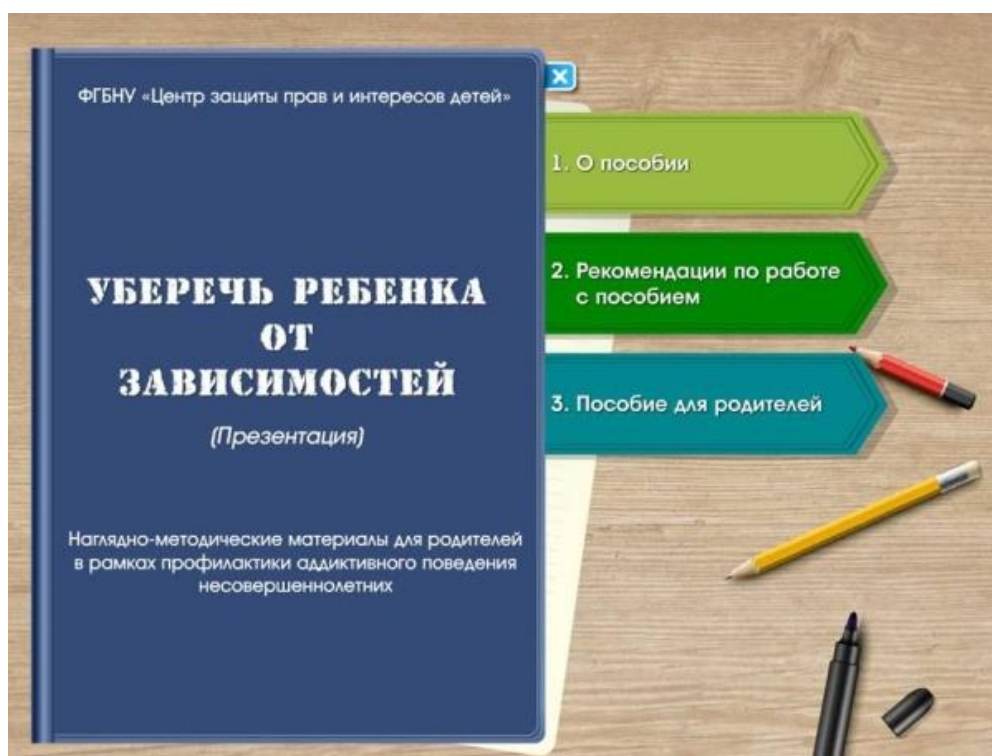 ФГБНУ «Центр защиты прав и интересов детей»
УБЕРЕЧЬ РЕБЕНКА
ОТ
ЗАВИСИМОСТЕЙ
(Презентация)
Наглядно-методические материалы для родителей
в рамках профилактики аддиктивного поведения
несовершеннолетних
1. О пособии
2. Рекомендации по работе
с пособием
3. Пособие для родителей